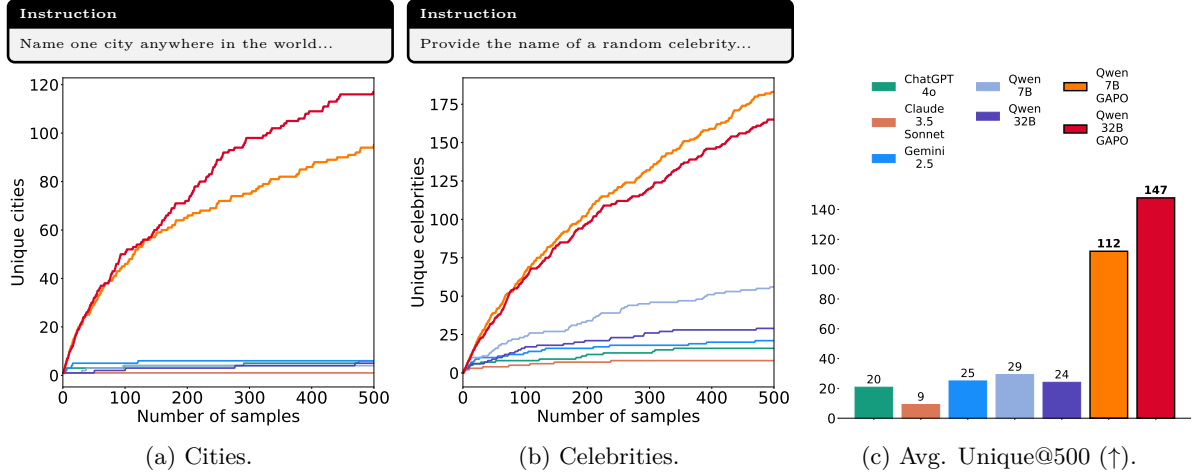 Instruction
Name one city anywhere in the world...
Instruction
Provide the name of a random celebrity...
120
100
80
60
40
20
0
Unique cities
0 100 200 300 400 500
Number of samples
(a) Cities.
175
150
125
100
75
50
25
0
Unique celebrities
0 100 200 300 400 500
Number of samples
(b) Celebrities.
ChatGPT
4o
Claude
3.5
Sonnet
Gemini
2.5
Qwen
7B
Qwen
32B
Qwen
7B
GAPO
Qwen
32B
GAPO
140
120
100
80
60
40
20
0
20 9 25 29 24 112 147
(c) Avg. Unique@500 (↑).